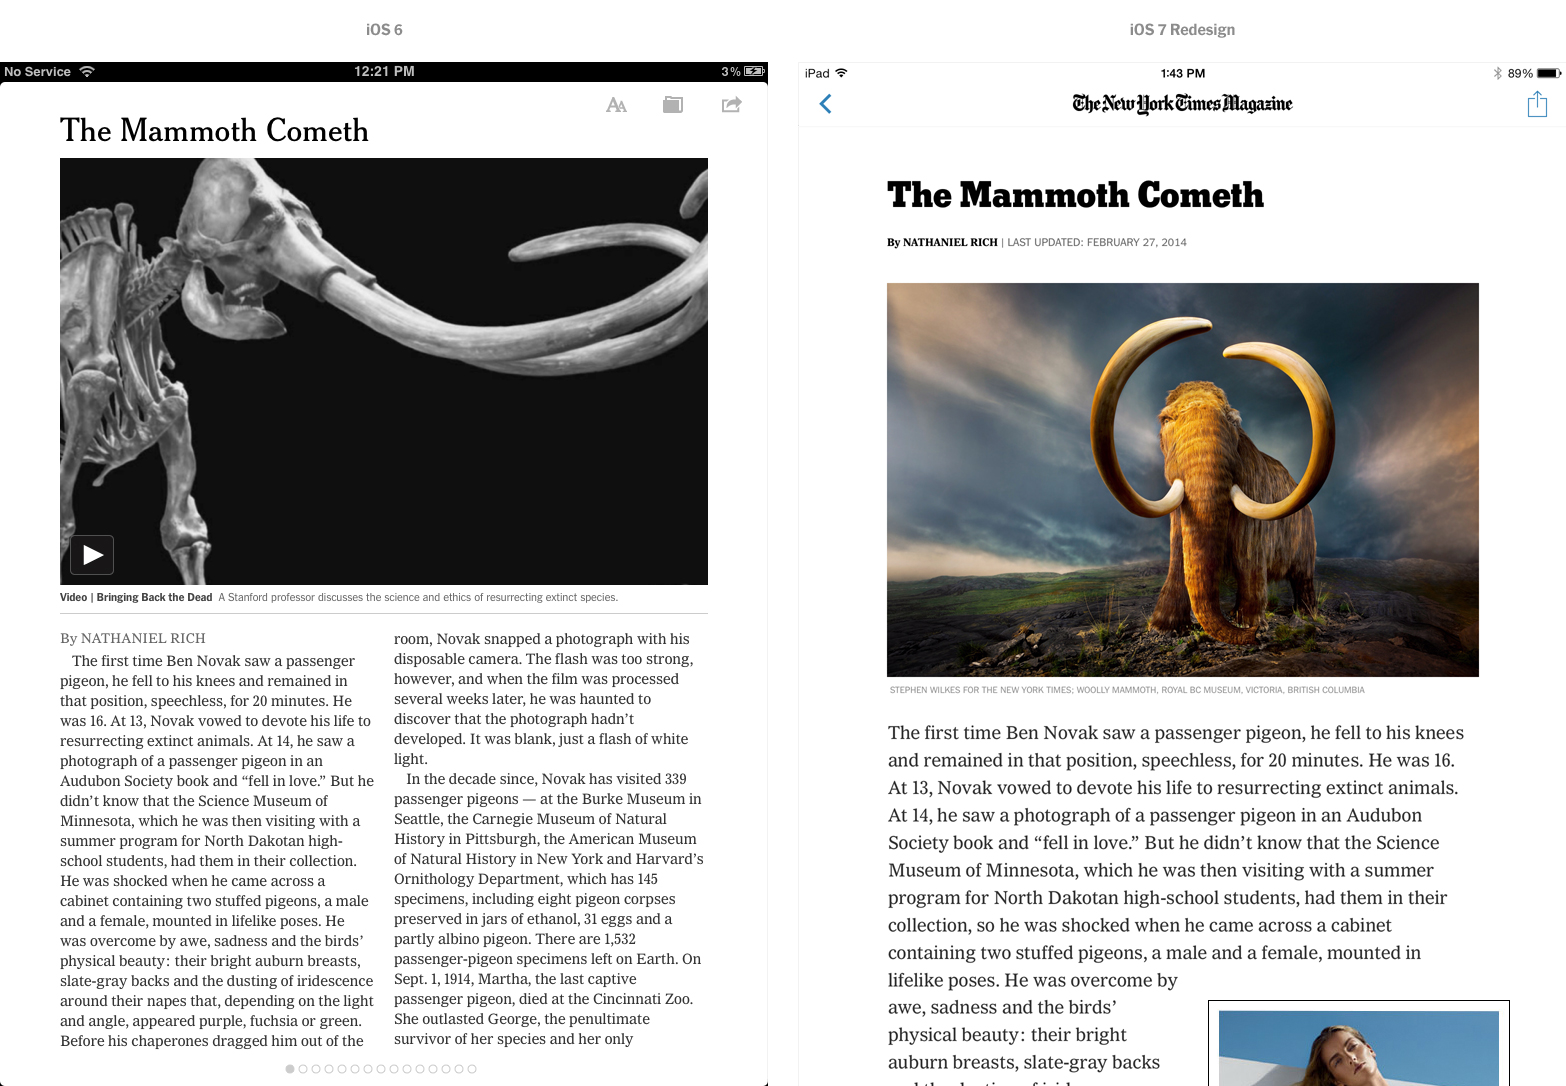 iOS 6
No Service
12:21 PM
3%
The Mammoth Cometh
AA
Video | Bringing Back the Dead A Stanford professor discusses the science and ethics of resurrecting extinct species.
By NATHANIEL RICH
The first time Ben Novak saw a passenger
pigeon, he fell to his knees and remained in
that position, speechless, for 20 minutes. He
was 16. At 13, Novak vowed to devote his life to
resurrecting extinct animals. At 14, he saw a
photograph of a passenger pigeon in an
Audubon Society book and “fell in love.” But he
didn’t know that the Science Museum of
Minnesota, which he was then visiting with a
summer program for North Dakotan high-
school students, had them in their collection.
He was shocked when he came across a
cabinet containing two stuffed pigeons, a male
and a female, mounted in lifelike poses. He
was overcome by awe, sadness and the birds’
physical beauty: their bright auburn breasts,
slate-gray backs and the dusting of iridescence
around their napes that, depending on the light
and angle, appeared purple, fuchsia or green.
Before his chaperones dragged him out of the
room, Novak snapped a photograph with his
disposable camera. The flash was too strong,
however, and when the film was processed
several weeks later, he was haunted to
discover that the photograph hadn’t
developed. It was blank, just a flash of white
light.
In the decade since, Novak has visited 339
passenger pigeons — at the Burke Museum in
Seattle, the Carnegie Museum of Natural
History in Pittsburgh, the American Museum
of Natural History in New York and Harvard’s
Ornithology Department, which has 145
specimens, including eight pigeon corpses
preserved in jars of ethanol, 31 eggs and a
partly albino pigeon. There are 1,532
passenger-pigeon specimens left on Earth. On
Sept. 1, 1914, Martha, the last captive
passenger pigeon, died at the Cincinnati Zoo.
She outlasted George, the penultimate
survivor of her species and her only
iOS 7 Redesign
iPad
1:43 PM
89%
The New York Times Magazine
The Mammoth Cometh
By NATHANIEL RICH | LAST UPDATED: FEBRUARY 27, 2014
STEPHEN WILKES FOR THE NEW YORK TIMES; WOOLLY MAMMOTH, ROYAL BC MUSEUM, VICTORIA, BRITISH COLUMBIA
The first time Ben Novak saw a passenger pigeon, he fell to his knees
and remained in that position, speechless, for 20 minutes. He was 16.
At 13, Novak vowed to devote his life to resurrecting extinct animals.
At 14, he saw a photograph of a passenger pigeon in an Audubon
Society book and “fell in love.” But he didn’t know that the Science
Museum of Minnesota, which he was then visiting with a summer
program for North Dakotan high-school students, had them in their
collection, so he was shocked when he came across a cabinet
containing two stuffed pigeons, a male and a female, mounted in
lifelike poses. He was overcome by
awe, sadness and the birds’
physical beauty: their bright
auburn breasts, slate-gray backs